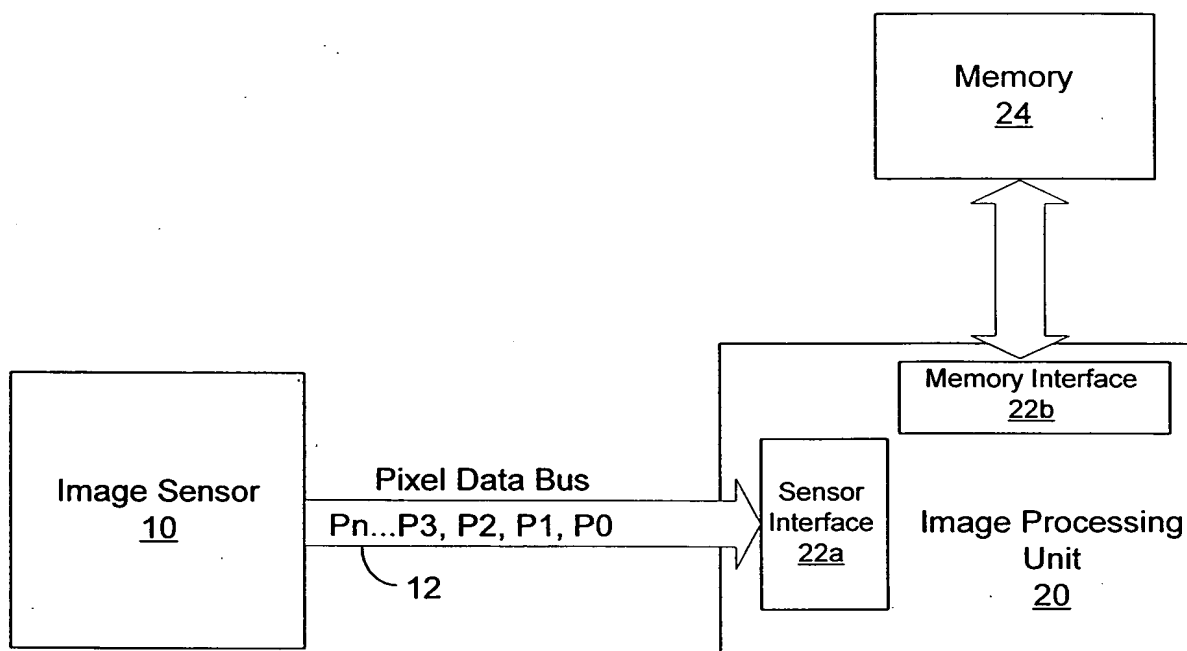 Memory
24
Memory Interface
22b
Image Sensor
10
Pixel Data Bus
Pn...P3, P2, P1, P0
12
Sensor
Interface
22a
Image Processing
Unit
20